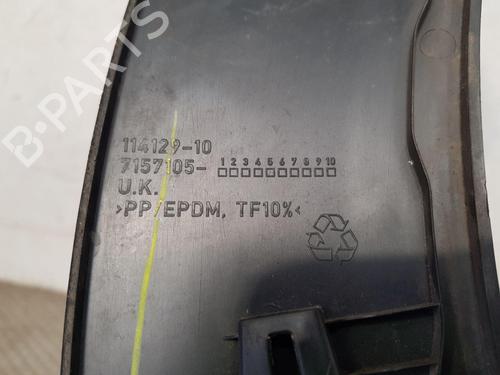 B-PARTS
114129-10
7157105- 1 2 3 4 5 6 7 8 9 10
U.K.
>PP/EPDM, TF10%<